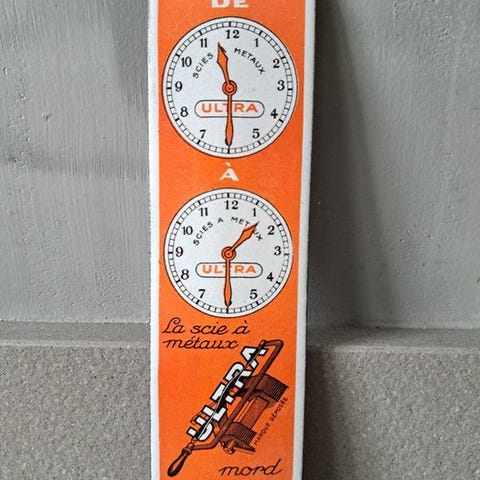 DE
11 12 1
10 2
SCIES METAUX
9 3
ULTRA
8 4
7 5
À
11 12 1
10 2
SCIES A METAUX
9 3
ULTRA
8 4
7 5
La scie à
métaux
ULTRA
MARQUE DÉPOSÉE
mord